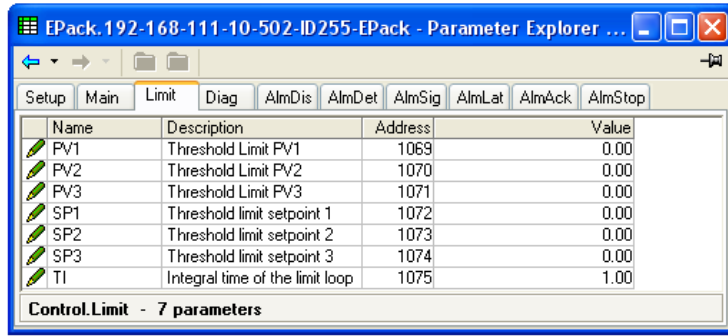 EPack.192-168-111-10-502-ID255-EPack - Parameter Explorer ...
Setup Main Limit Diag AlmDis AlmDet AlmSig AlmLat AlmAck AlmStop
Name Description Address Value
PV1 Threshold Limit PV1 1069 0.00
PV2 Threshold Limit PV2 1070 0.00
PV3 Threshold Limit PV3 1071 0.00
SP1 Threshold limit setpoint 1 1072 0.00
SP2 Threshold limit setpoint 2 1073 0.00
SP3 Threshold limit setpoint 3 1074 0.00
TI Integral time of the limit loop 1075 1.00
Control.Limit - 7 parameters